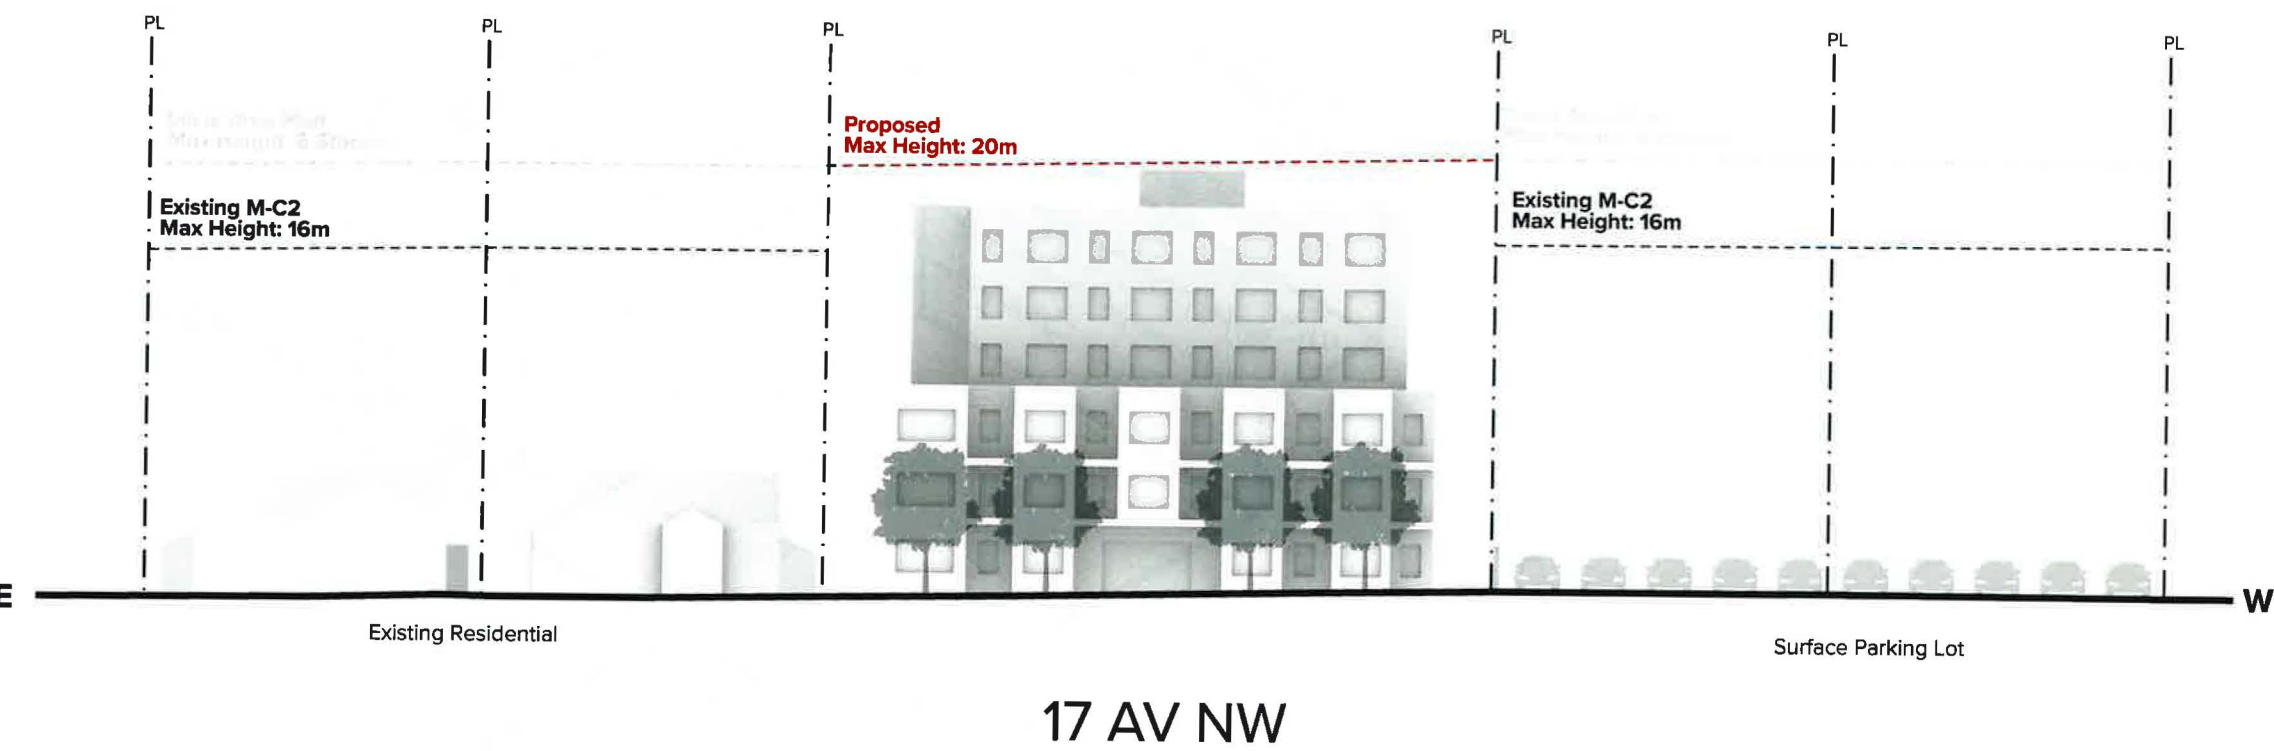 PL
PL
PL
PL
PL
PL
Proposed
Max Height: 20m
Existing M-C2
Max Height: 16m
Existing M-C2
Max Height: 16m
E
W
Existing Residential
Surface Parking Lot
17 AV NW